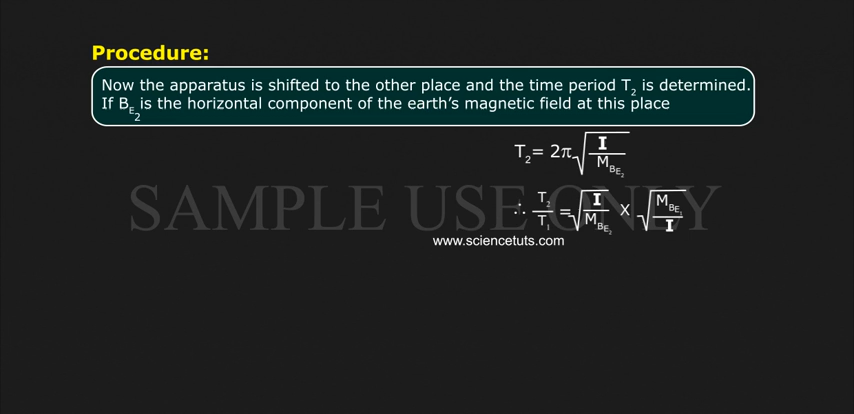 Procedure:
Now the apparatus is shifted to the other place and the time period T₂ is determined.
If B_E₂ is the horizontal component of the earth's magnetic field at this place
T₂ = 2π√(I / M_B_E₂)
∴ T₂ / T₁ = √(I / M_B_E₂) X √(M_B_E₁ / I)
SAMPLE USE ONLY
www.sciencetuts.com